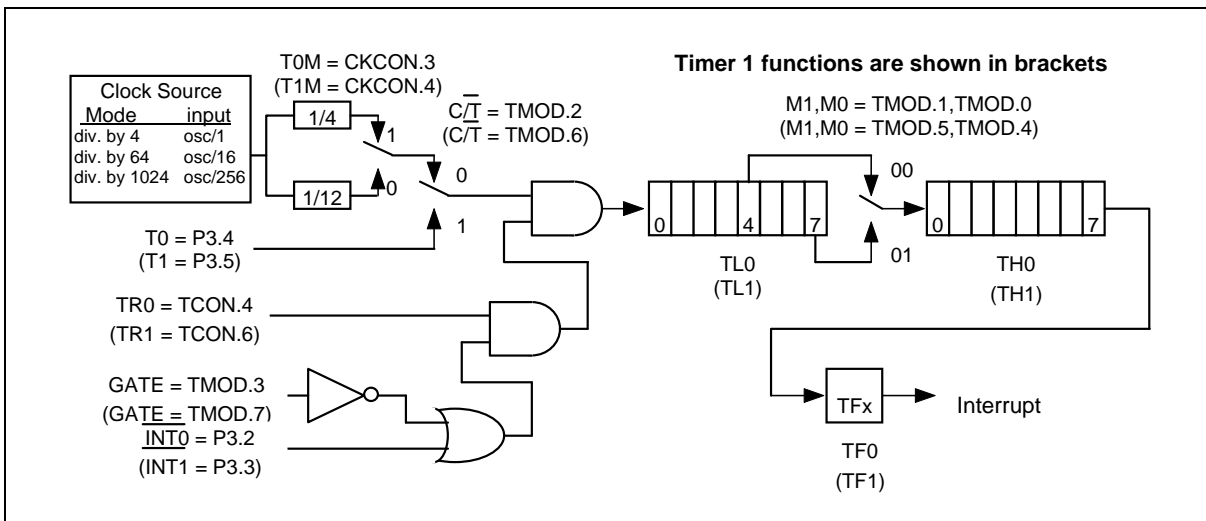 Timer 1 functions are shown in brackets
T0M = CKCON.3
(T1M = CKCON.4)
Clock Source
Mode input
div. by 4 osc/1
div. by 64 osc/16
div. by 1024 osc/256
1/4
1/12
1
0
C/T̅ = TMOD.2
(C/T̅ = TMOD.6)
0
1
M1,M0 = TMOD.1,TMOD.0
(M1,M0 = TMOD.5,TMOD.4)
0 4 7
TL0
(TL1)
00
01
0 7
TH0
(TH1)
T0 = P3.4
(T1 = P3.5)
TR0 = TCON.4
(TR1 = TCON.6)
GATE = TMOD.3
(GATE = TMOD.7)
I̅N̅T̅0̅ = P3.2
(I̅N̅T̅1̅ = P3.3)
TFx
Interrupt
TF0
(TF1)